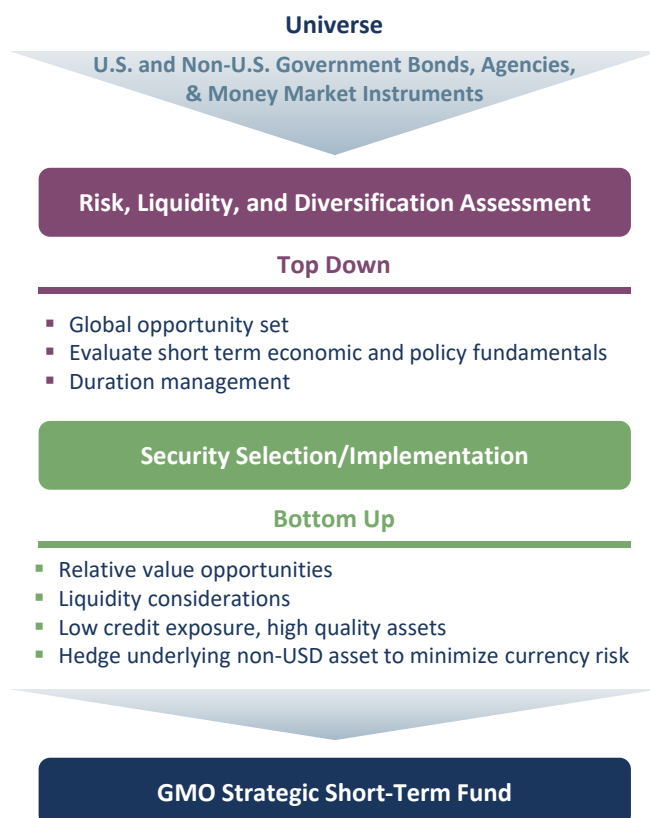 Universe
U.S. and Non-U.S. Government Bonds, Agencies,
& Money Market Instruments
Risk, Liquidity, and Diversification Assessment
Top Down
▪ Global opportunity set
▪ Evaluate short term economic and policy fundamentals
▪ Duration management
Security Selection/Implementation
Bottom Up
▪ Relative value opportunities
▪ Liquidity considerations
▪ Low credit exposure, high quality assets
▪ Hedge underlying non-USD asset to minimize currency risk
GMO Strategic Short-Term Fund